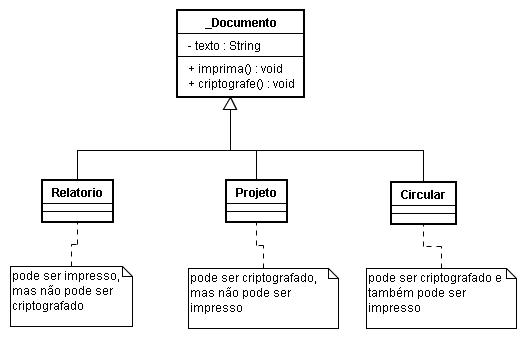 _Documento
- texto : String
+ imprima() : void
+ criptografe() : void
Relatorio
Projeto
Circular
pode ser impresso,
mas não pode ser
criptografado
pode ser criptografado,
mas não pode ser
impresso
pode ser criptografado e
também pode ser
impresso